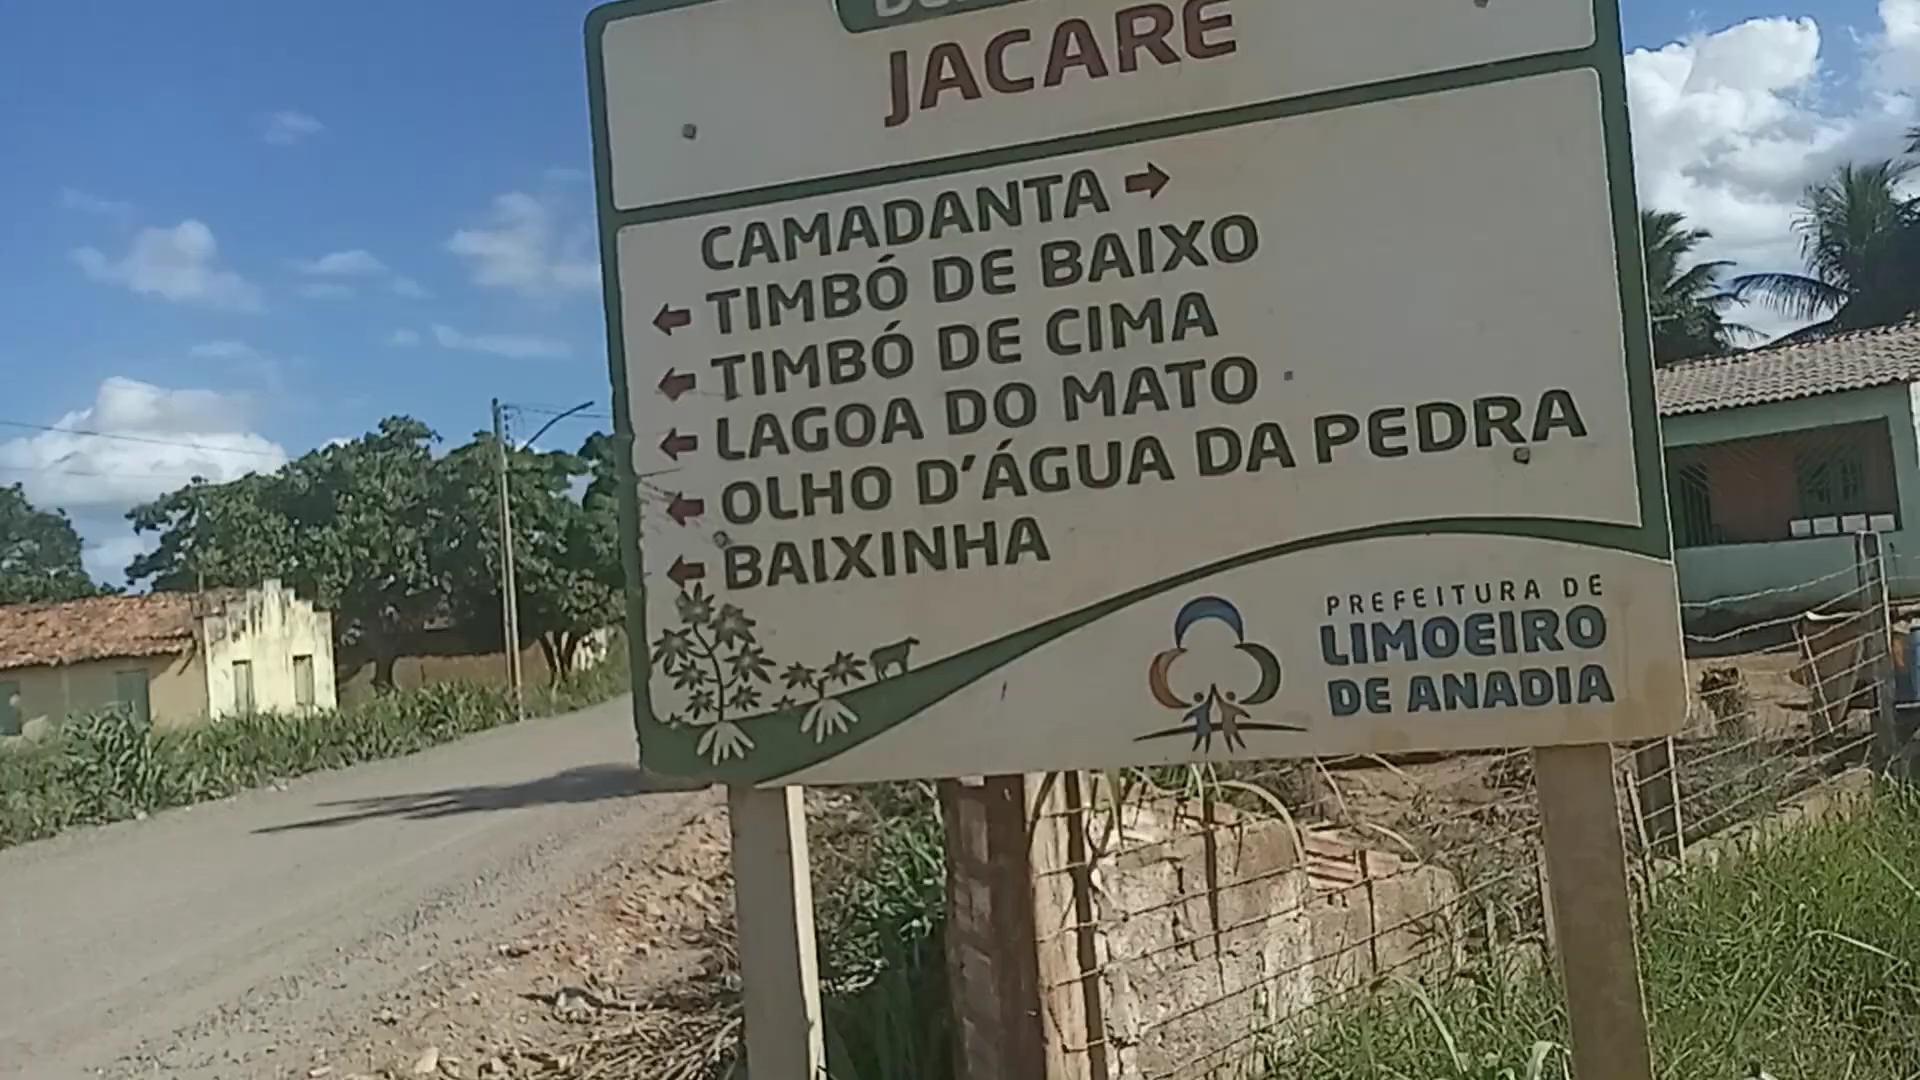 JACARÉ
CAMADANTA →
← TIMBÓ DE BAIXO
← TIMBÓ DE CIMA
← LAGOA DO MATO
← OLHO D'ÁGUA DA PEDRA
← BAIXINHA
PREFEITURA DE
LIMOEIRO
DE ANADIA